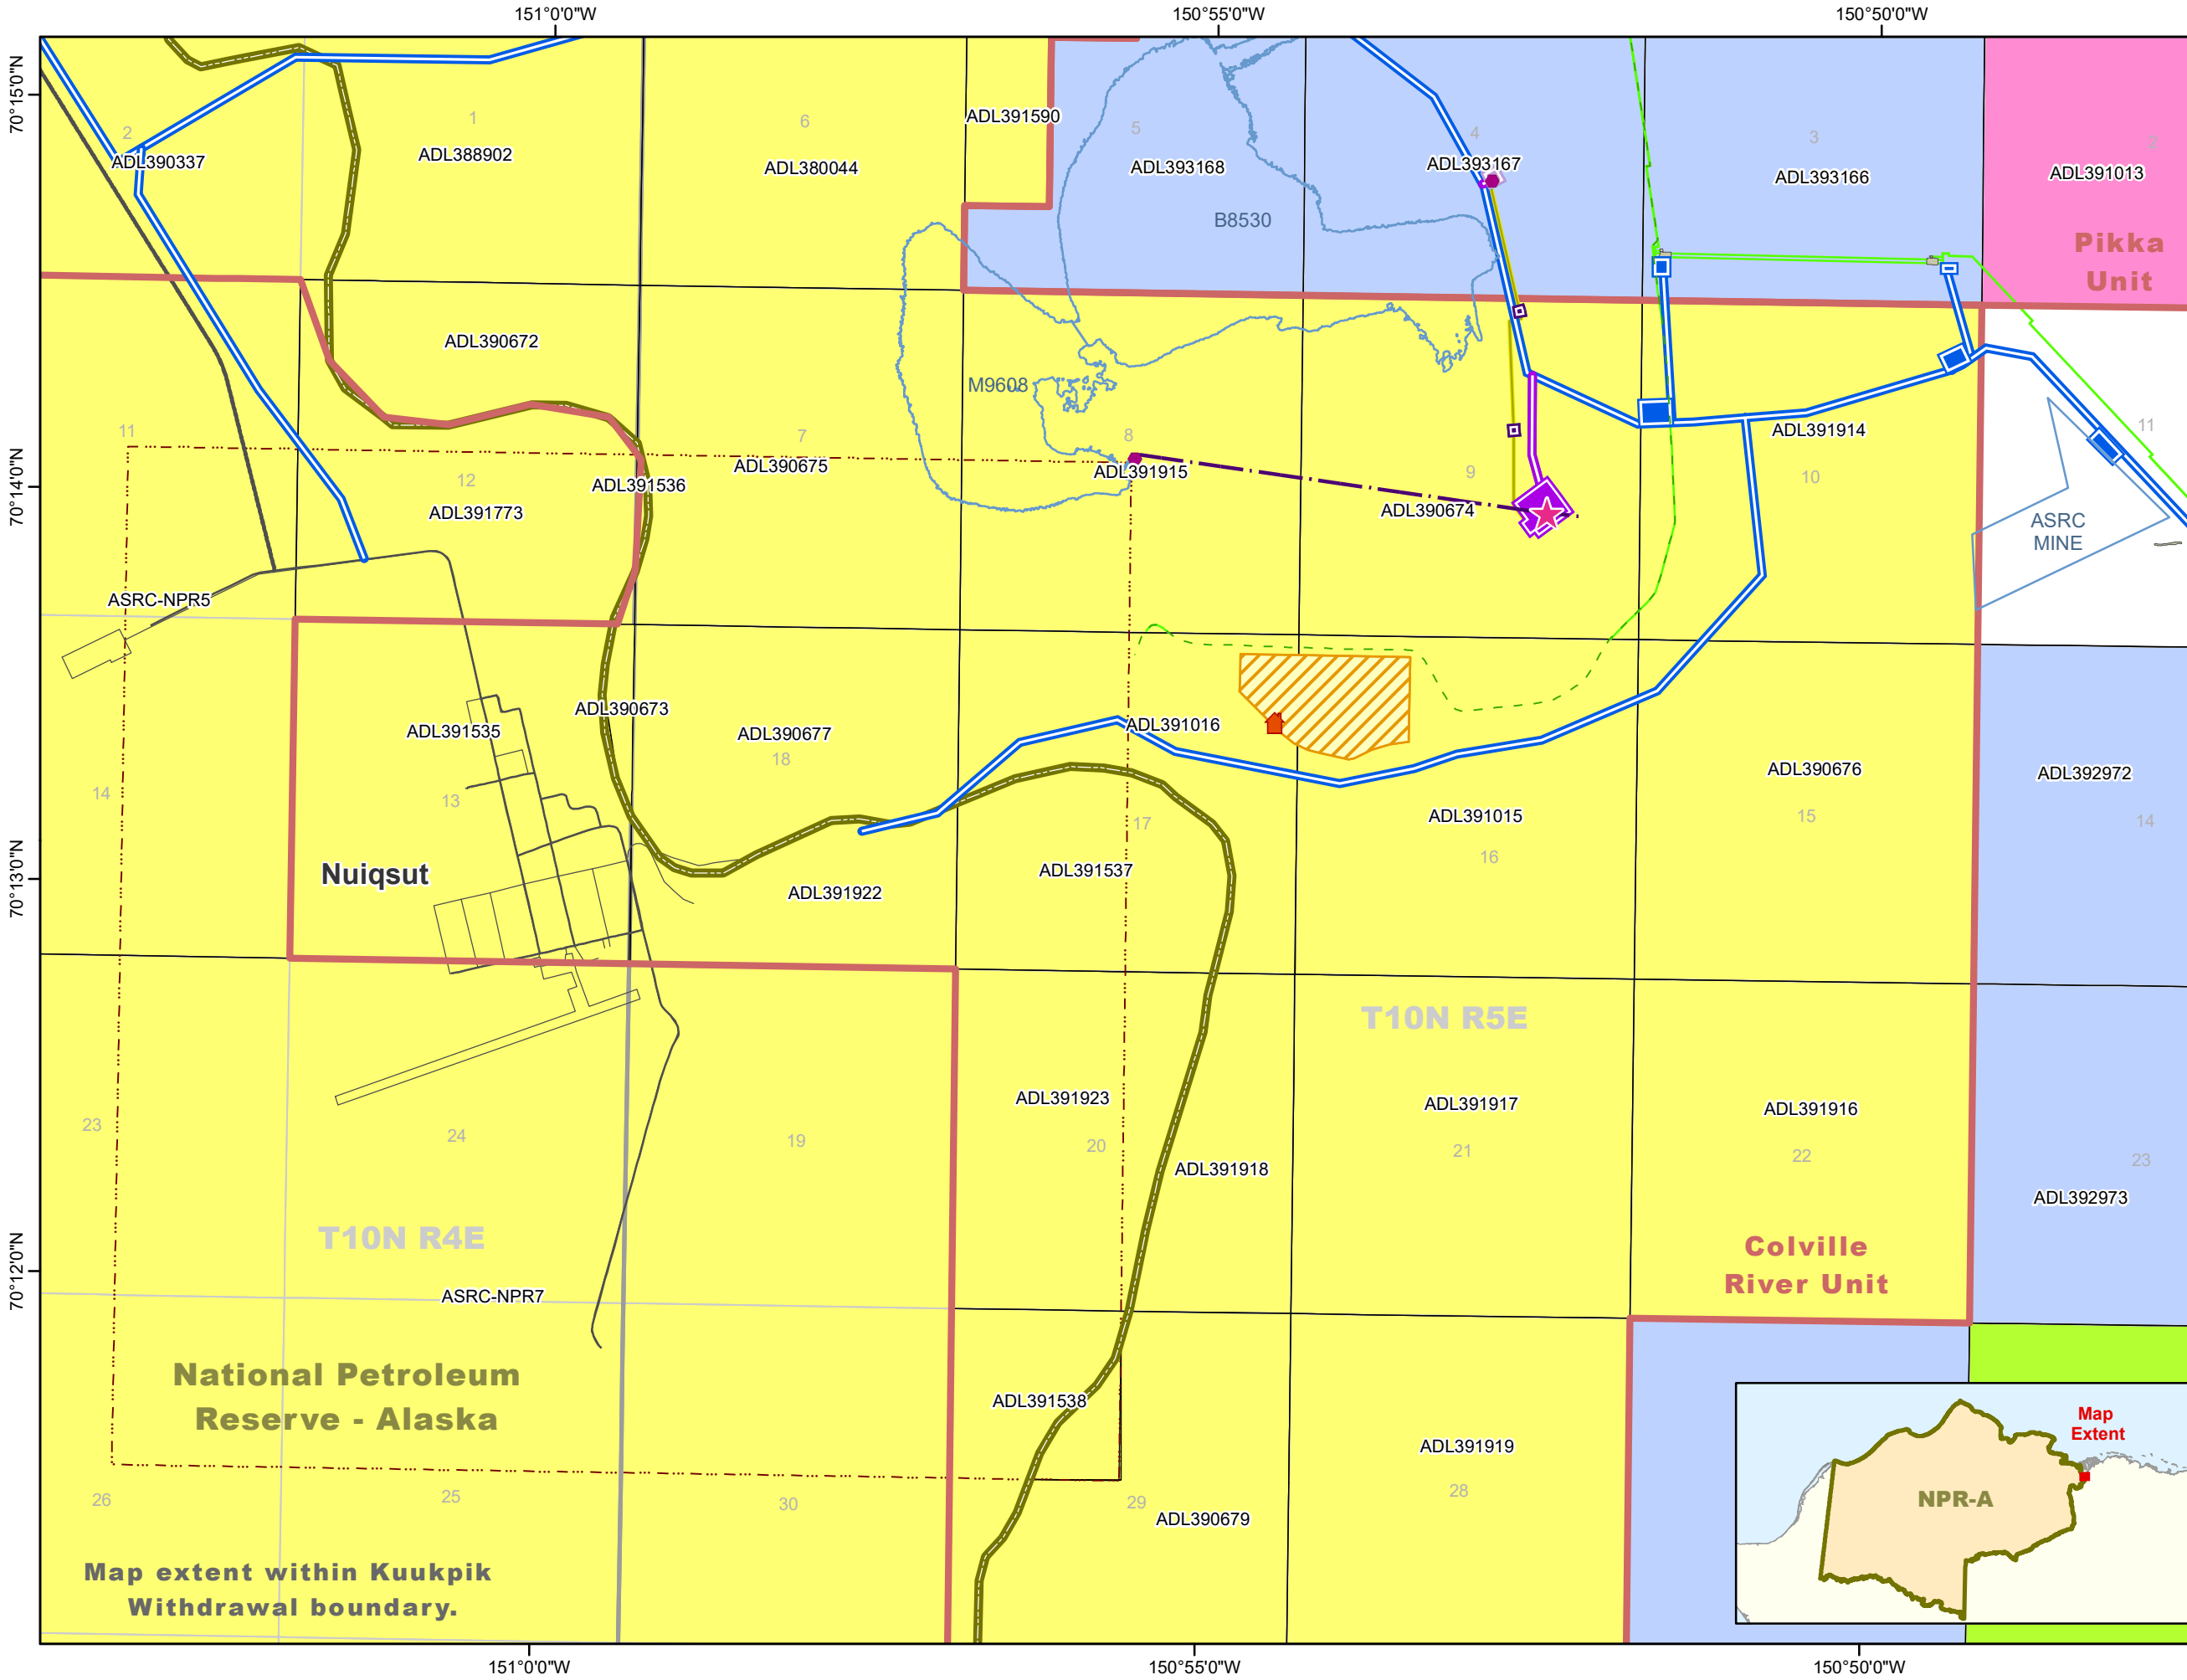 151°0'0"W
150°55'0"W
150°50'0"W
70°15'0"N
70°14'0"N
70°13'0"N
70°12'0"N
2
1
6
5
4
3
2
ADL390337
ADL388902
ADL380044
ADL391590
ADL393168
ADL393167
ADL393166
ADL391013
B8530
Pikka
Unit
ADL390672
M9608
11
12
7
8
9
10
11
ADL391773
ADL391536
ADL390675
ADL391915
ADL390674
ADL391914
ASRC
MINE
ASRC-NPR5
ADL391535
ADL390673
ADL390677
ADL391016
ADL390676
ADL392972
14
13
18
17
16
15
14
ADL391015
Nuiqsut
ADL391922
ADL391537
T10N R5E
ADL391923
ADL391917
ADL391916
23
24
19
20
21
22
23
ADL391918
ADL392973
T10N R4E
Colville
River Unit
ASRC-NPR7
National Petroleum
Reserve - Alaska
ADL391538
ADL391919
26
25
30
29
28
ADL390679
Map extent within Kuukpik
Withdrawal boundary.
Map
Extent
NPR-A
151°0'0"W
150°55'0"W
150°50'0"W